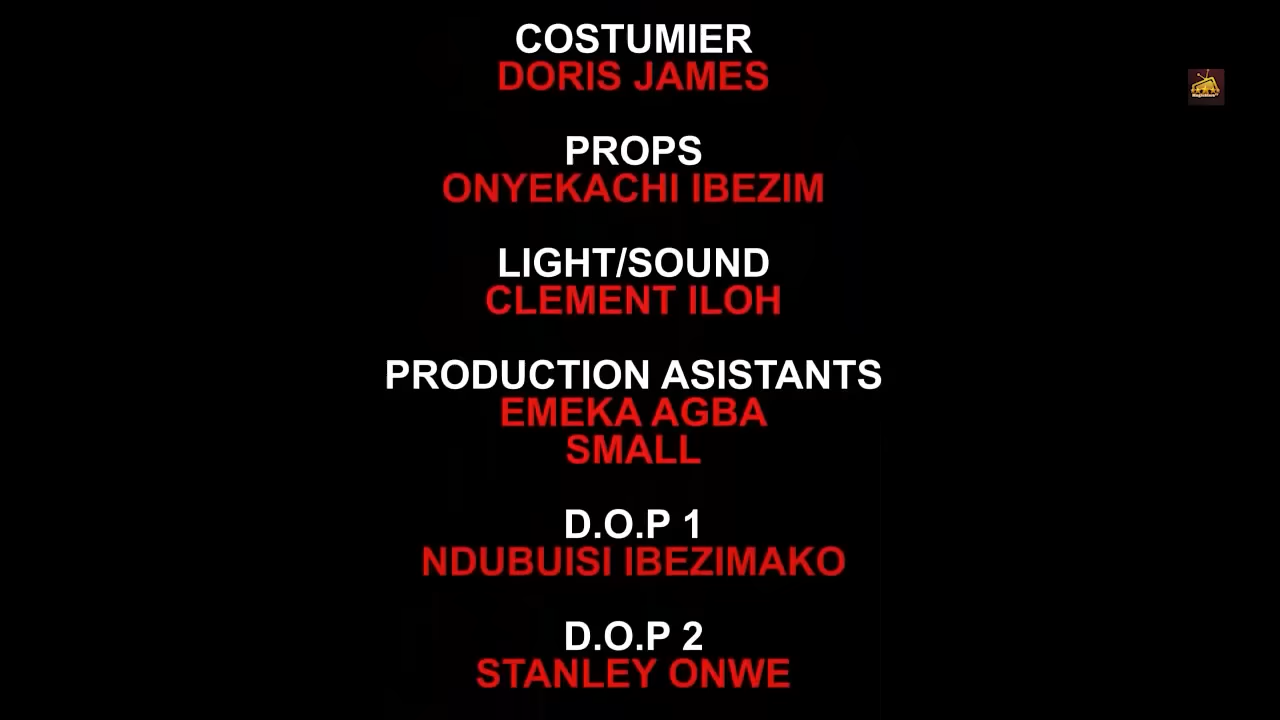 COSTUMIER
DORIS JAMES
PROPS
ONYEKACHI IBEZIM
LIGHT/SOUND
CLEMENT ILOH
PRODUCTION ASISTANTS
EMEKA AGBA
SMALL
D.O.P 1
NDUBUISI IBEZIMAKO
D.O.P 2
STANLEY ONWE